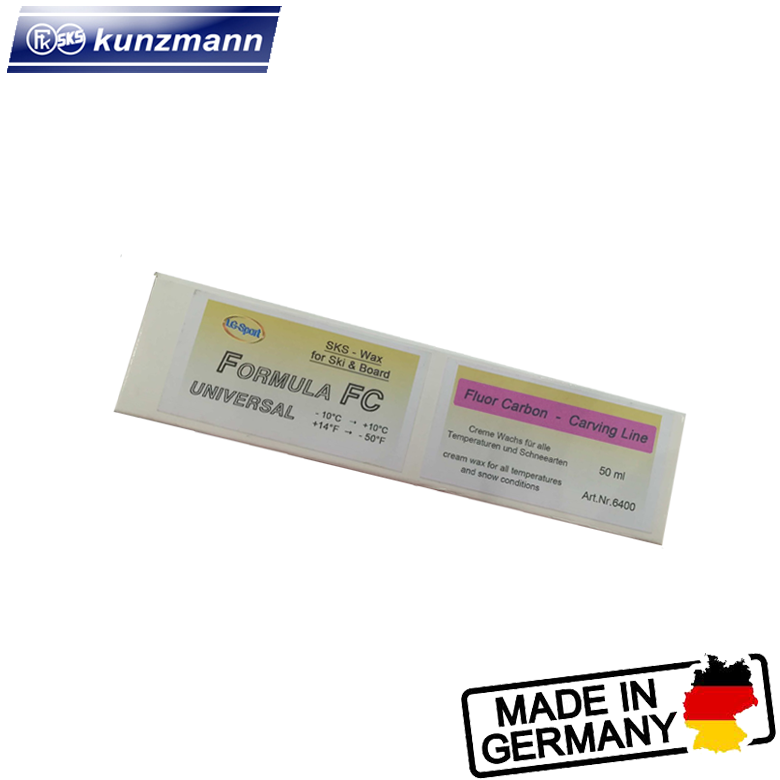 FK SKS kunzmann
LG-Sport
SKS - Wax
for Ski & Board
FORMULA FC
UNIVERSAL
- 10°C → +10°C
+14°F → - 50°F
Fluor Carbon - Carving Line
Creme Wachs für alle
Temperaturen und Schneearten
50 ml
cream wax for all temperatures
and snow conditions
Art.Nr.6400
MADE IN
GERMANY